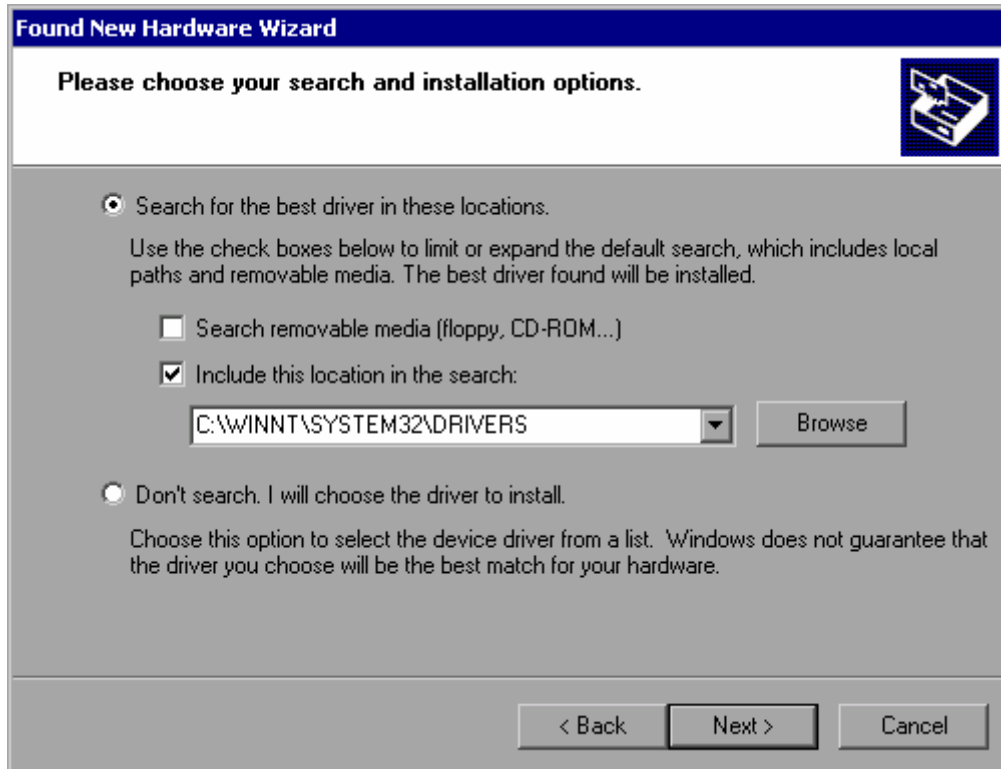 Found New Hardware Wizard
Please choose your search and installation options.
Search for the best driver in these locations.
Use the check boxes below to limit or expand the default search, which includes local
paths and removable media. The best driver found will be installed.
Search removable media (floppy, CD-ROM...)
Include this location in the search:
C:\WINNT\SYSTEM32\DRIVERS
Browse
Don't search. I will choose the driver to install.
Choose this option to select the device driver from a list.  Windows does not guarantee that
the driver you choose will be the best match for your hardware.
< Back
Next >
Cancel